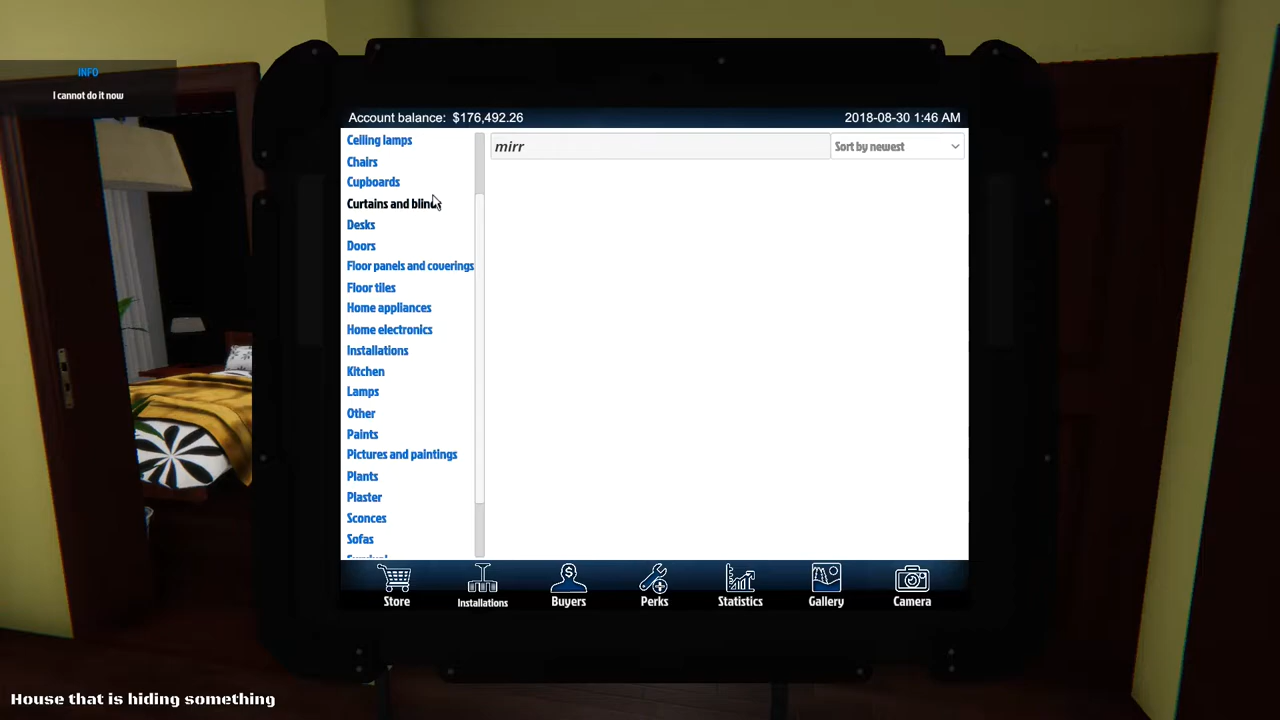 INFO
I cannot do it now
Account balance: $176,492.26
2018-08-30 1:46 AM
Ceiling lamps
Chairs
Cupboards
Curtains and blinds
Desks
Doors
Floor panels and coverings
Floor tiles
Home appliances
Home electronics
Installations
Kitchen
Lamps
Other
Paints
Pictures and paintings
Plants
Plaster
Sconces
Sofas
mirr
Sort by newest
Store
Installations
Buyers
Perks
Statistics
Gallery
Camera
House that is hiding something